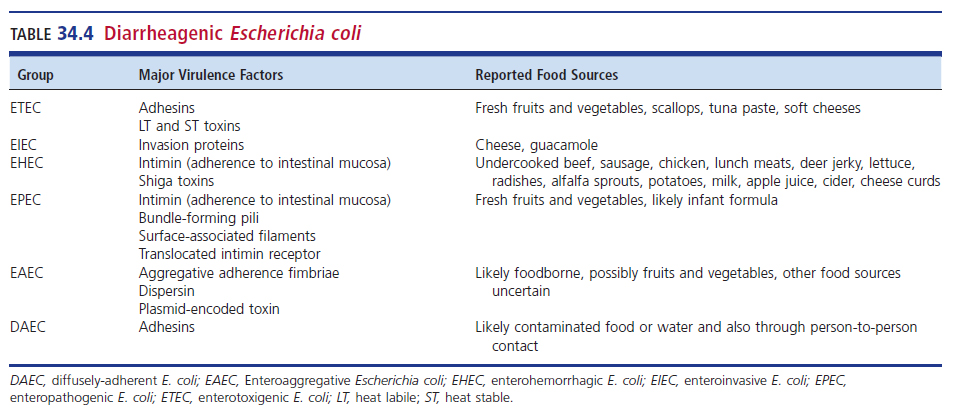 TABLE 34.4 Diarrheagenic Escherichia coli
Group Major Virulence Factors Reported Food Sources
ETEC Adhesins Fresh fruits and vegetables, scallops, tuna paste, soft cheeses
LT and ST toxins
EIEC Invasion proteins Cheese, guacamole
EHEC Intimin (adherence to intestinal mucosa) Undercooked beef, sausage, chicken, lunch meats, deer jerky, lettuce,
Shiga toxins radishes, alfalfa sprouts, potatoes, milk, apple juice, cider, cheese curds
EPEC Intimin (adherence to intestinal mucosa) Fresh fruits and vegetables, likely infant formula
Bundle-forming pili
Surface-associated filaments
Translocated intimin receptor
EAEC Aggregative adherence fimbriae Likely foodborne, possibly fruits and vegetables, other food sources
Dispersin uncertain
Plasmid-encoded toxin
DAEC Adhesins Likely contaminated food or water and also through person-to-person
contact
DAEC, diffusely-adherent E. coli; EAEC, Enteroaggregative Escherichia coli; EHEC, enterohemorrhagic E. coli; EIEC, enteroinvasive E. coli; EPEC,
enteropathogenic E. coli; ETEC, enterotoxigenic E. coli; LT, heat labile; ST, heat stable.